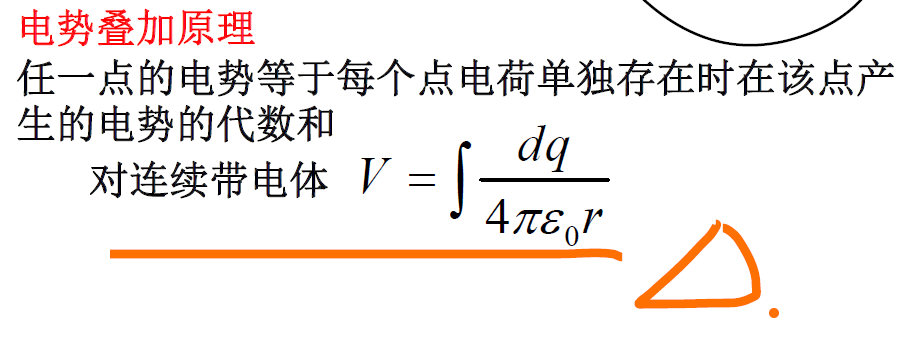 电势叠加原理
任一点的电势等于每个点电荷单独存在时在该点产
生的电势的代数和
对连续带电体 V = ∫ dq / 4πε₀r